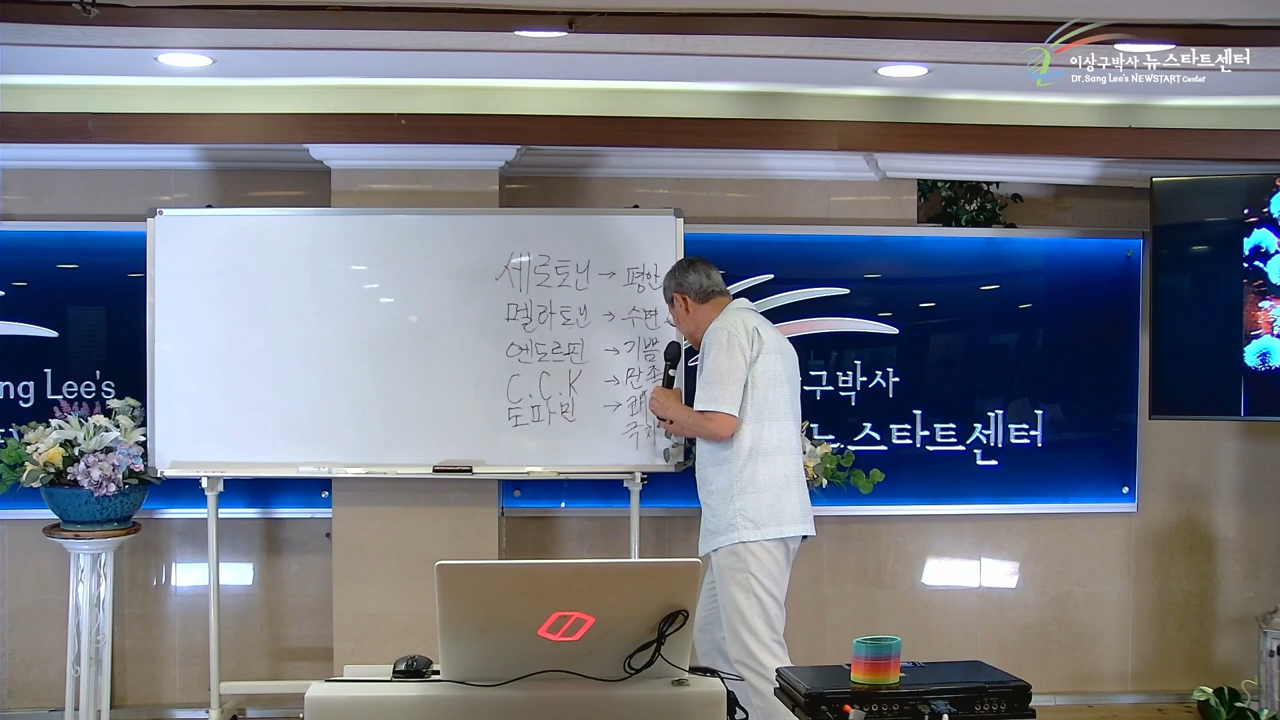 이상구박사 뉴스타트센터
Dr. Sang Lee's NEWSTART Center
세로토닌 → 평안
멜라토닌 → 수면
엔도르핀 → 기쁨
C.C.K → 만족
도파민 →
ng Lee's
구박사
뉴스타트센터